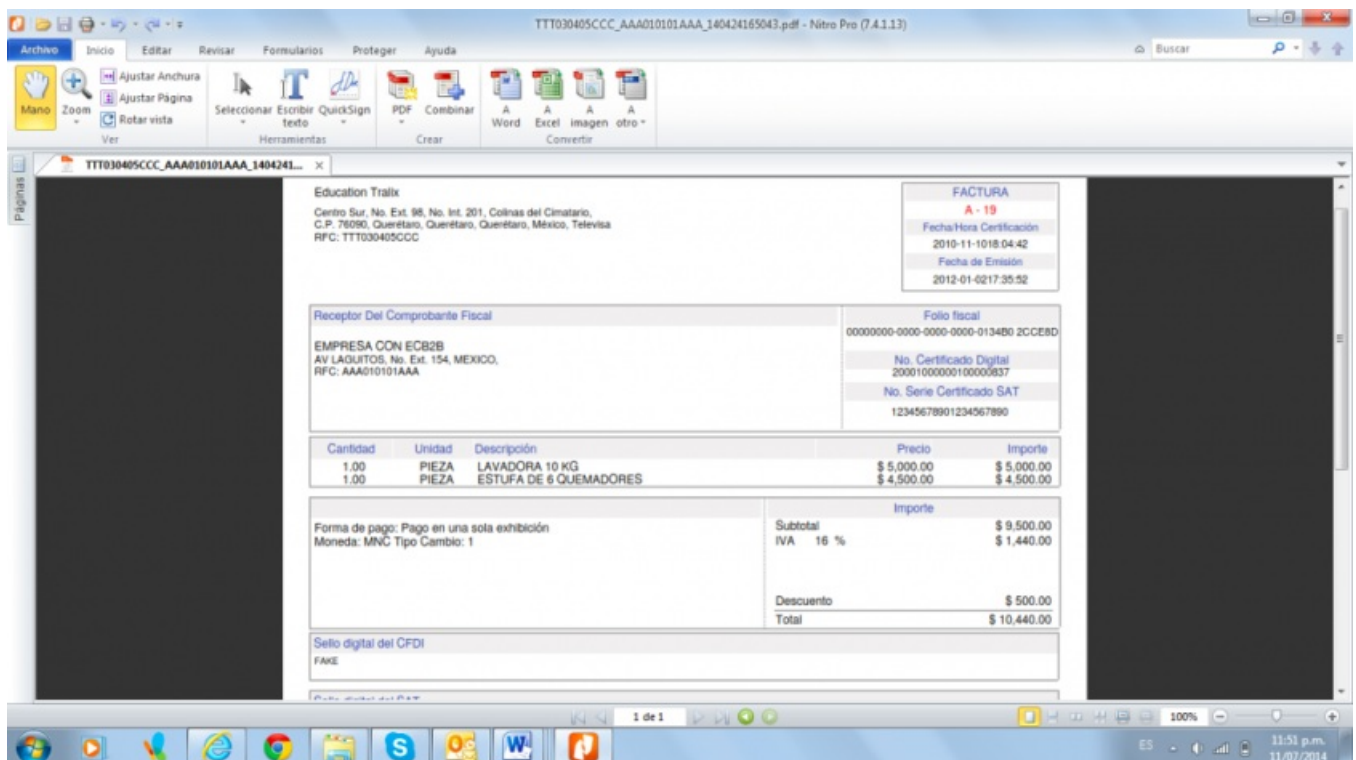 TTT030405CCC_AAA010101AAA_140424165043.pdf - Nitro Pro (7.4.1.13)
Archivo Inicio Editar Revisar Formularios Proteger Ayuda Buscar
Mano Zoom Ajustar Anchura Ajustar Página Rotar vista Seleccionar Escribir texto QuickSign PDF Combinar A Word A Excel A imagen A otro
Ver Herramientas Crear Convertir
TTT030405CCC_AAA010101AAA_1404241... ×
Páginas
Education Tralix
Centro Sur, No. Ext. 98, No. Int. 201, Colinas del Cimatario,
C.P. 76090, Querétaro, Querétaro, Querétaro, México, Televisa
RFC: TTT030405CCC
FACTURA
A - 19
Fecha/Hora Certificación
2010-11-1018:04:42
Fecha de Emisión
2012-01-0217:35:52
Receptor Del Comprobante Fiscal
EMPRESA CON ECB2B
AV LAGUITOS, No. Ext. 154, MEXICO,
RFC: AAA010101AAA
Folio fiscal
00000000-0000-0000-0000-0134B0 2CCE8D
No. Certificado Digital
20001000000100000837
No. Serie Certificado SAT
12345678901234567890
Cantidad Unidad Descripción Precio Importe
1.00 PIEZA LAVADORA 10 KG $ 5,000.00 $ 5,000.00
1.00 PIEZA ESTUFA DE 6 QUEMADORES $ 4,500.00 $ 4,500.00
Importe
Forma de pago: Pago en una sola exhibición
Moneda: MNC Tipo Cambio: 1
Subtotal $ 9,500.00
IVA 16 % $ 1,440.00
Descuento $ 500.00
Total $ 10,440.00
Sello digital del CFDI
FAKE
Sello digital del SAT
1 de 1 100%
ES 11:51 p.m.
11/07/2014